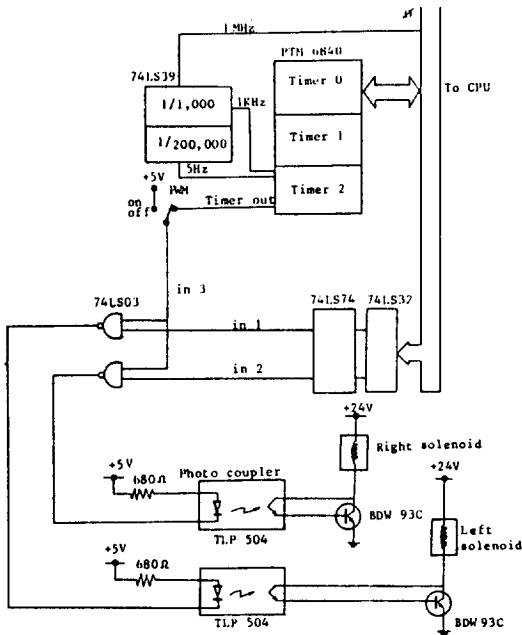 1MHz
PTM 6840
74LS39
Timer 0
To CPU
1/1,000
1KHz
Timer 1
1/200,000
5Hz
+5V
PWM
Timer 2
on
off
Timer out
in 3
74LS03
74LS74
74LS32
in 1
in 2
+24V
Right solenoid
+24V
+5V
680Ω
Photo coupler
BDW 93C
TLP 504
Left
solenoid
+5V
680Ω
BDW 93C
TLP 504